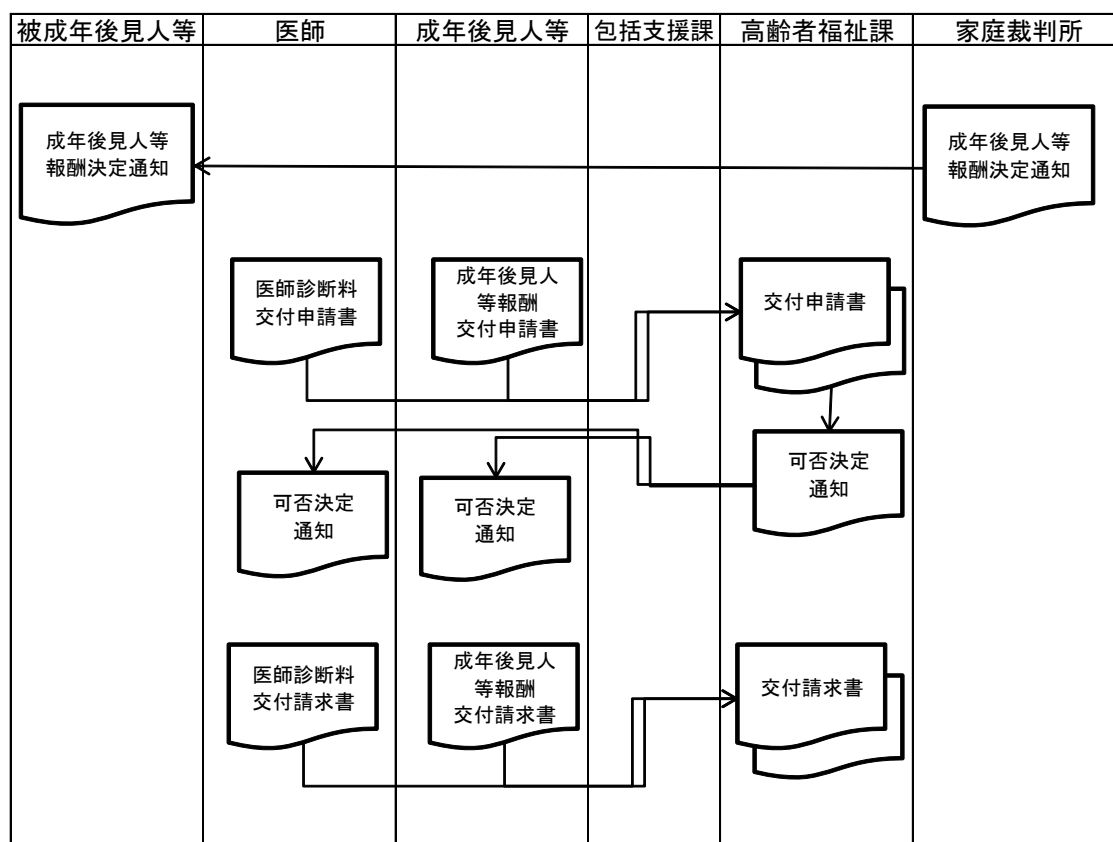 被成年後見人等
医師
成年後見人等
包括支援課
高齢者福祉課
家庭裁判所
成年後見人等
報酬決定通知
成年後見人等
報酬決定通知
医師診断料
交付申請書
成年後見人
等報酬
交付申請書
交付申請書
可否決定
通知
可否決定
通知
可否決定
通知
医師診断料
交付請求書
成年後見人
等報酬
交付請求書
交付請求書